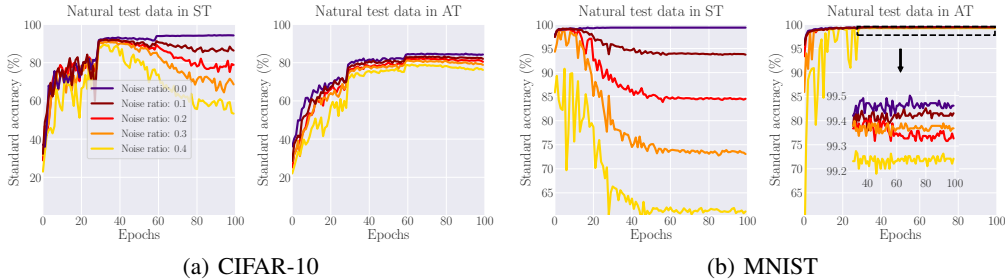 Natural test data in ST
Standard accuracy (%)
100
80
60
40
20
Noise ratio: 0.0
Noise ratio: 0.1
Noise ratio: 0.2
Noise ratio: 0.3
Noise ratio: 0.4
0 20 40 60 80 100
Epochs
Natural test data in AT
Standard accuracy (%)
100
80
60
40
20
0 20 40 60 80 100
Epochs
(a) CIFAR-10
Natural test data in ST
Standard accuracy (%)
100
95
90
85
80
75
70
65
0 20 40 60 80 100
Epochs
Natural test data in AT
Standard accuracy (%)
100
95
90
85
80
75
70
65
99.5
99.4
99.3
99.2
40 60 80 100
0 20 40 60 80 100
Epochs
(b) MNIST